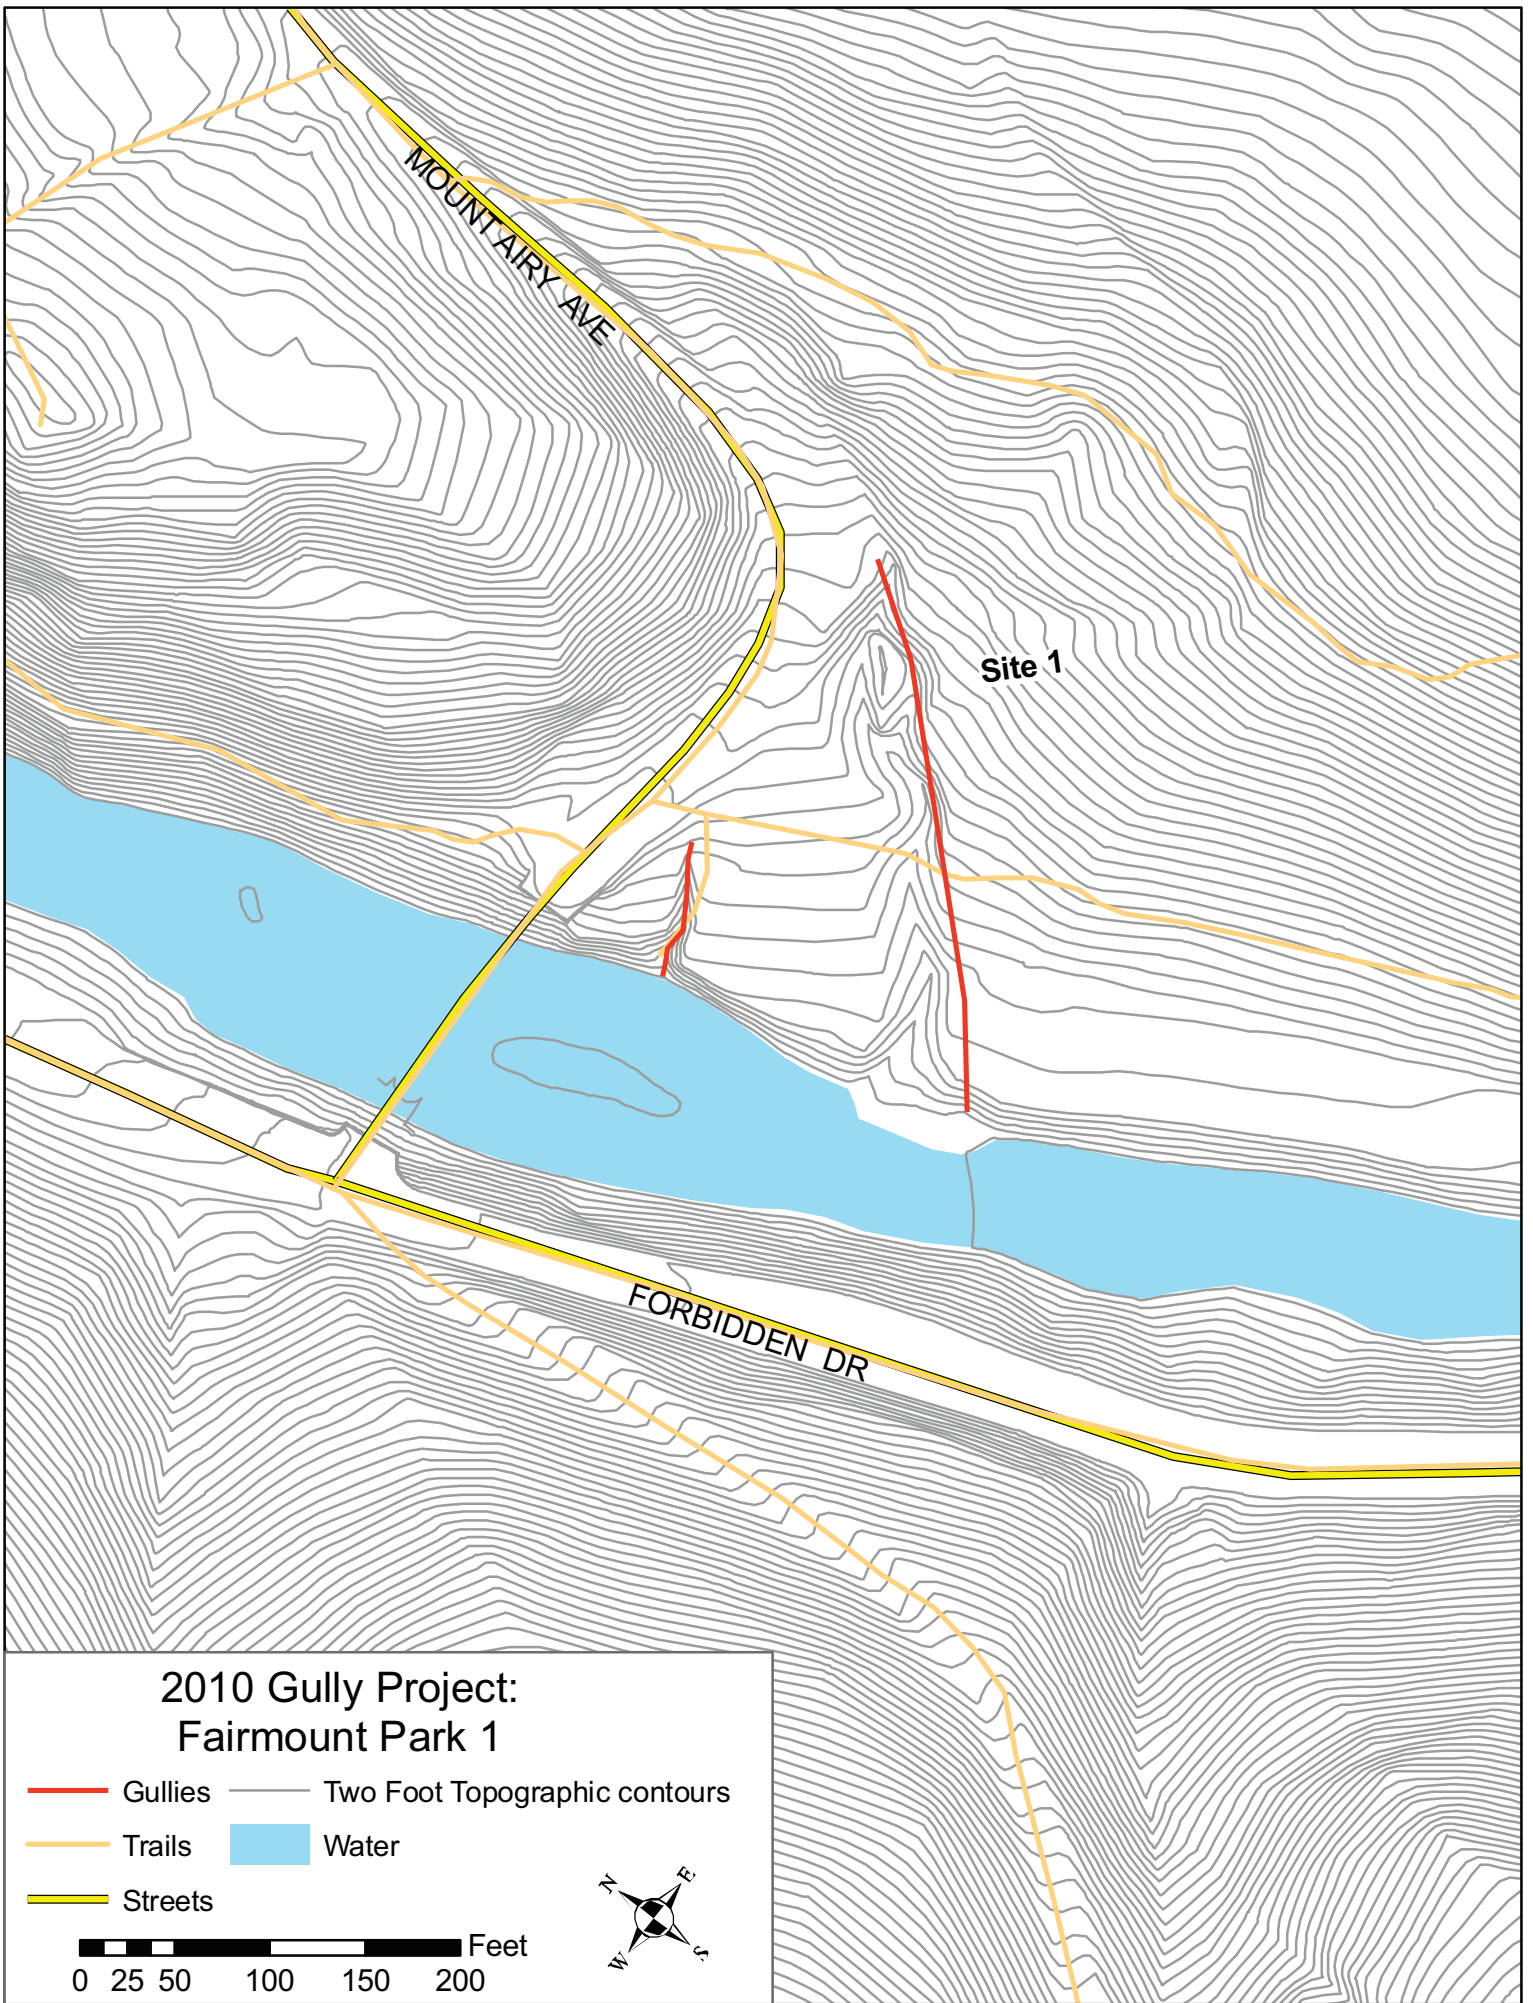 MOUNT AIRY AVE
Site 1
FORBIDDEN DR
2010 Gully Project:
Fairmount Park 1
Gullies Two Foot Topographic contours
Trails Water
Streets
N E
W S
Feet
0 25 50 100 150 200